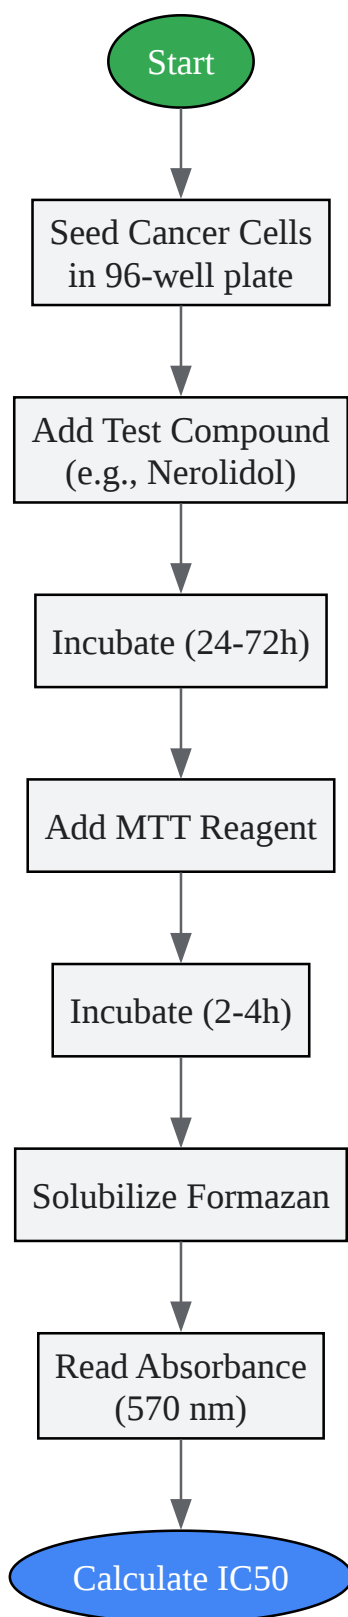 Start
Seed Cancer Cells
in 96-well plate
Add Test Compound
(e.g., Nerolidol)
Incubate (24-72h)
Add MTT Reagent
Incubate (2-4h)
Solubilize Formazan
Read Absorbance
(570 nm)
Calculate IC50